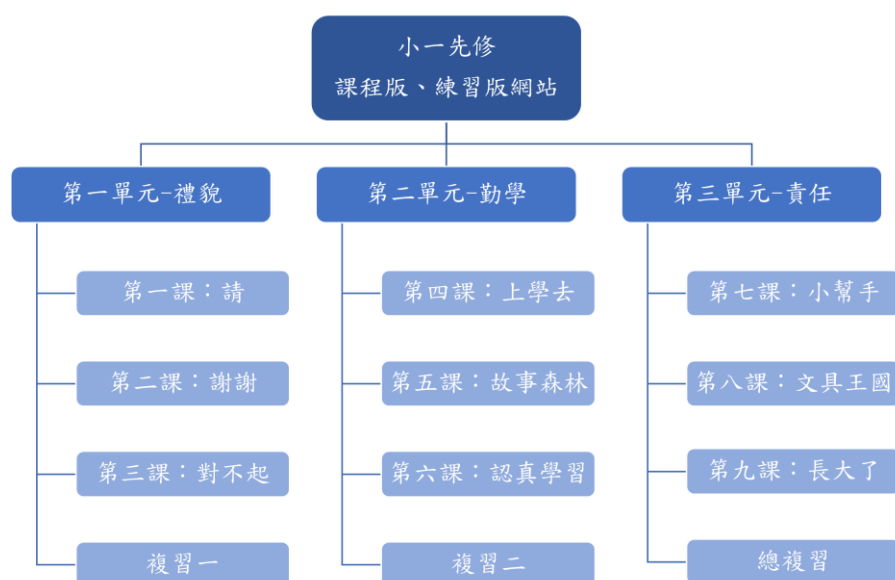 小一先修
課程版、練習版網站
第一單元-禮貌
第一課：請
第二課：謝謝
第三課：對不起
複習一
第二單元-勤學
第四課：上學去
第五課：故事森林
第六課：認真學習
複習二
第三單元-責任
第七課：小幫手
第八課：文具王國
第九課：長大了
總複習